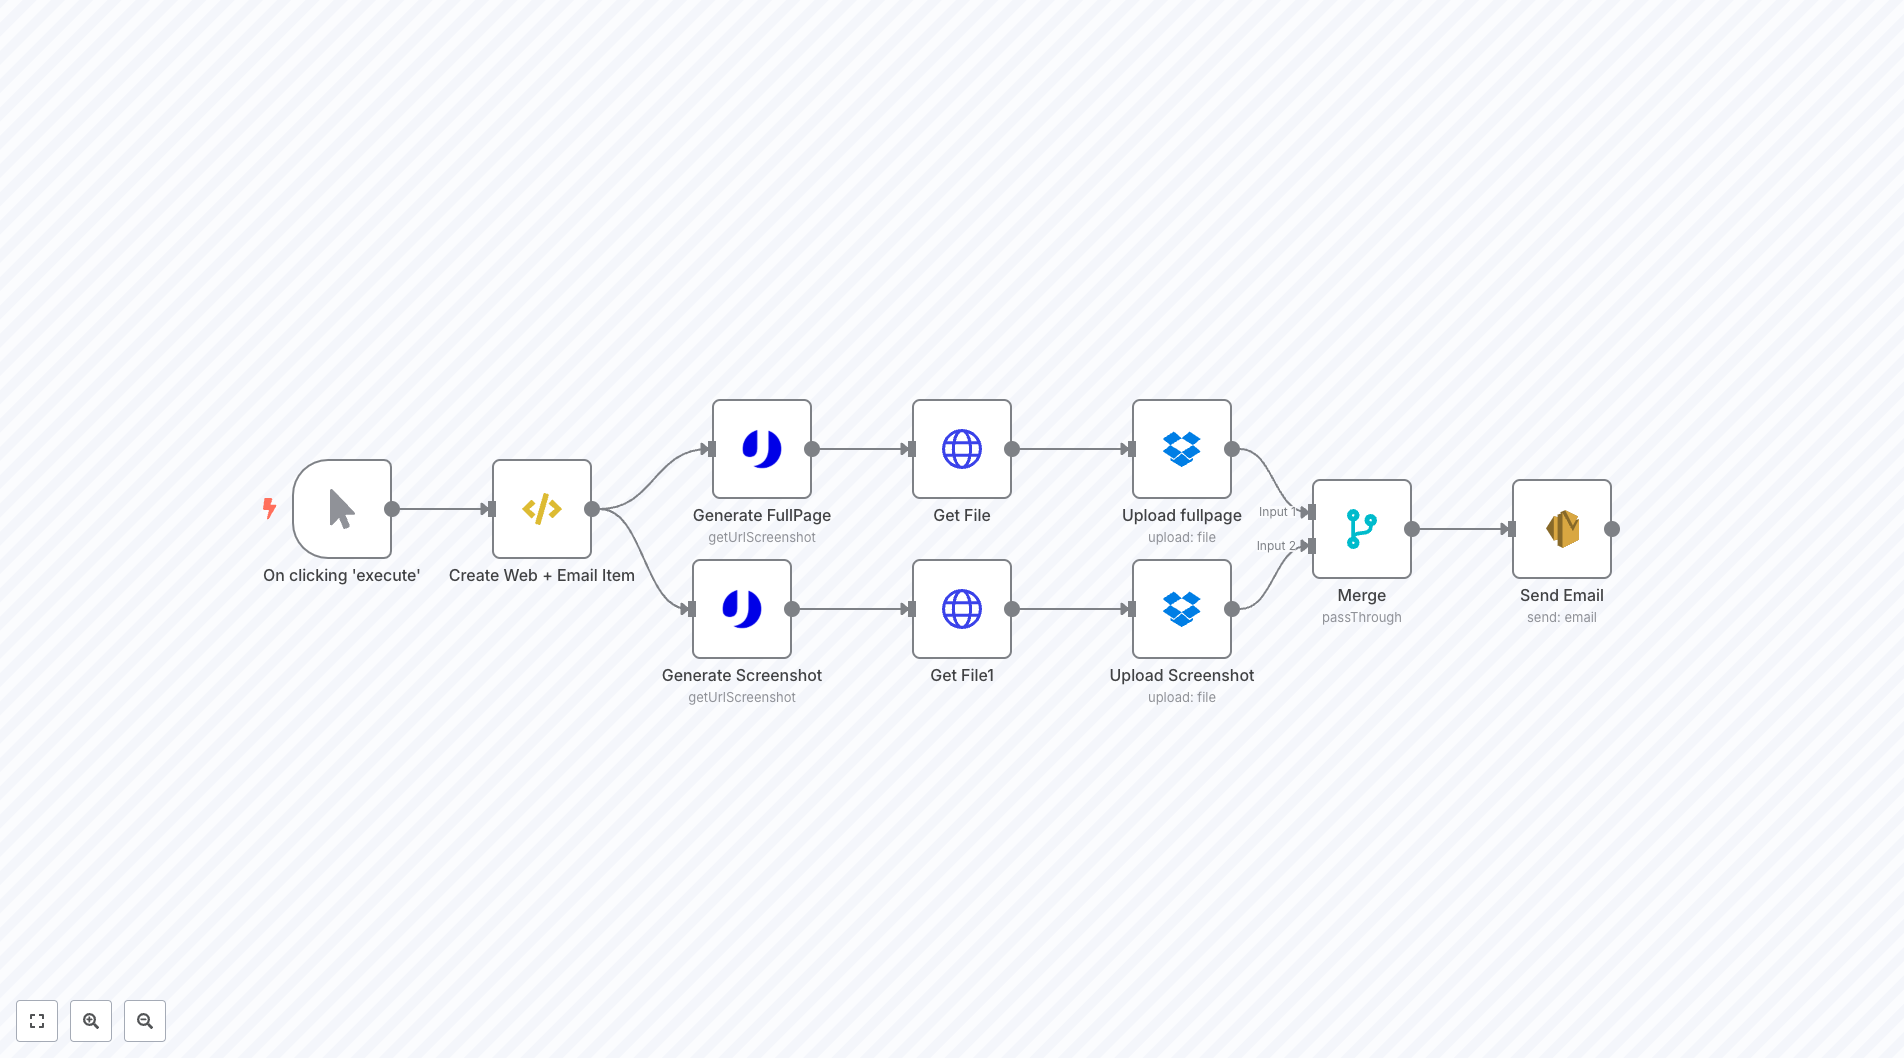 On clicking 'execute'
Create Web + Email Item
Generate FullPage
getUrlScreenshot
Get File
Upload fullpage
upload: file
Generate Screenshot
getUrlScreenshot
Get File1
Upload Screenshot
upload: file
Input 1
Input 2
Merge
passThrough
Send Email
send: email